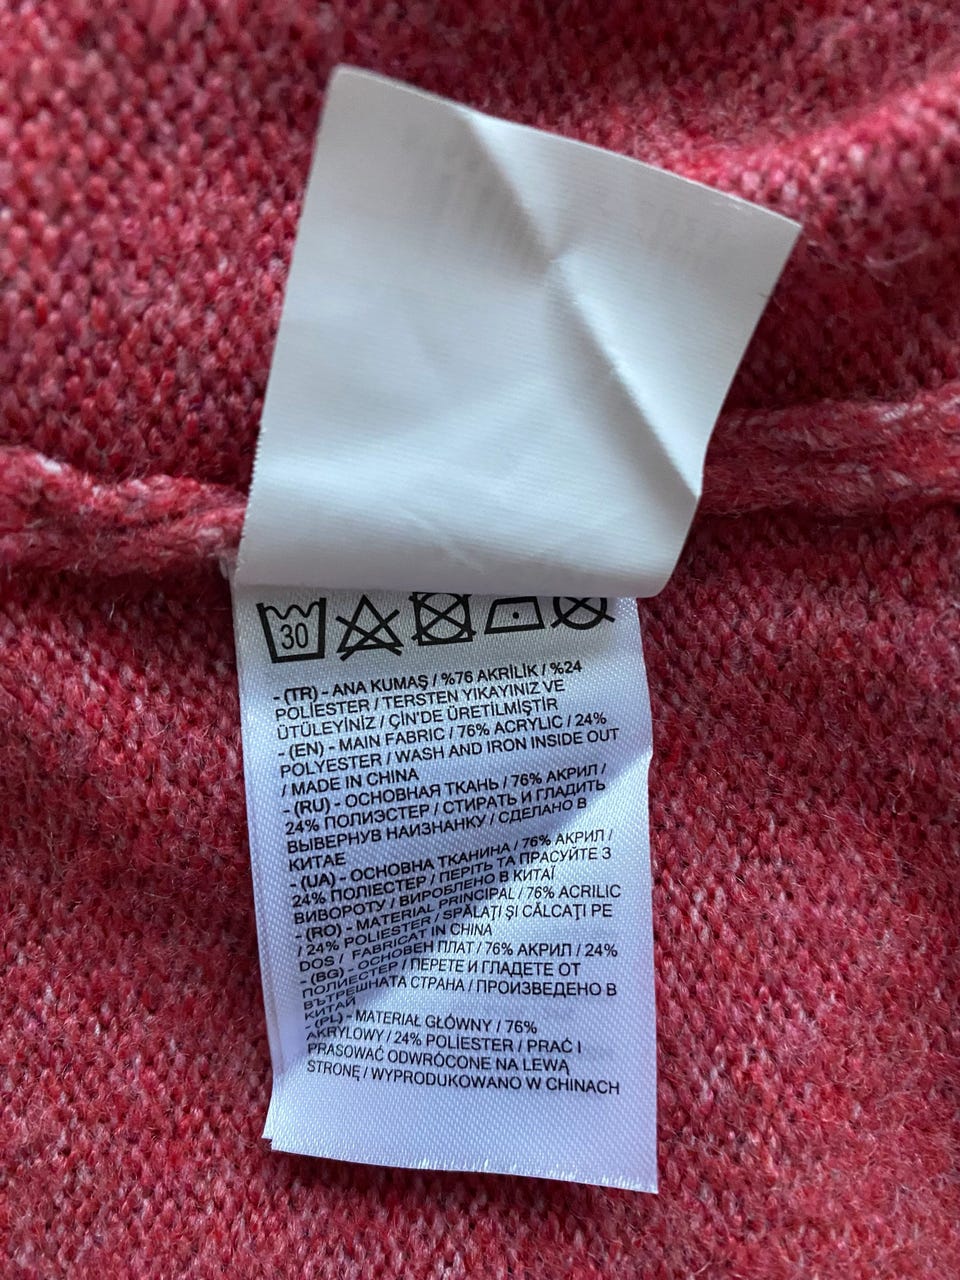 30
- (TR) - ANA KUMAŞ / %76 AKRİLİK / %24
POLİESTER / TERSTEN YIKAYINIZ VE
ÜTÜLEYİNİZ / ÇİN'DE ÜRETİLMİŞTİR
- (EN) - MAIN FABRIC / 76% ACRYLIC / 24%
POLYESTER / WASH AND IRON INSIDE OUT
/ MADE IN CHINA
- (RU) - ОСНОВНАЯ ТКАНЬ / 76% АКРИЛ /
24% ПОЛИЭСТЕР / СТИРАТЬ И ГЛАДИТЬ
ВЫВЕРНУВ НАИЗНАНКУ / СДЕЛАНО В
КИТАЕ
- (UA) - ОСНОВНА ТКАНИНА / 76% АКРИЛ /
24% ПОЛІЕСТЕР / ПЕРІТЬ ТА ПРАСУЙТЕ З
ВИВОРОТУ / ВИРОБЛЕНО В КИТАЇ
- (RO) - MATERIAL PRINCIPAL / 76% ACRILIC
/ 24% POLIESTER / SPĂLAŢI ŞI CĂLCAŢI PE
DOS / FABRICAT IN CHINA
- (BG) - ОСНОВЕН ПЛАТ / 76% АКРИЛ / 24%
ПОЛИЕСТЕР / ПЕРЕТЕ И ГЛАДЕТЕ ОТ
ВЪТРЕШНАТА СТРАНА / ПРОИЗВЕДЕНО В
КИТАЙ
- (PL) - MATERIAŁ GŁÓWNY / 76%
AKRYLOWY / 24% POLIESTER / PRAĆ I
PRASOWAĆ ODWRÓCONE NA LEWĄ
STRONĘ / WYPRODUKOWANO W CHINACH